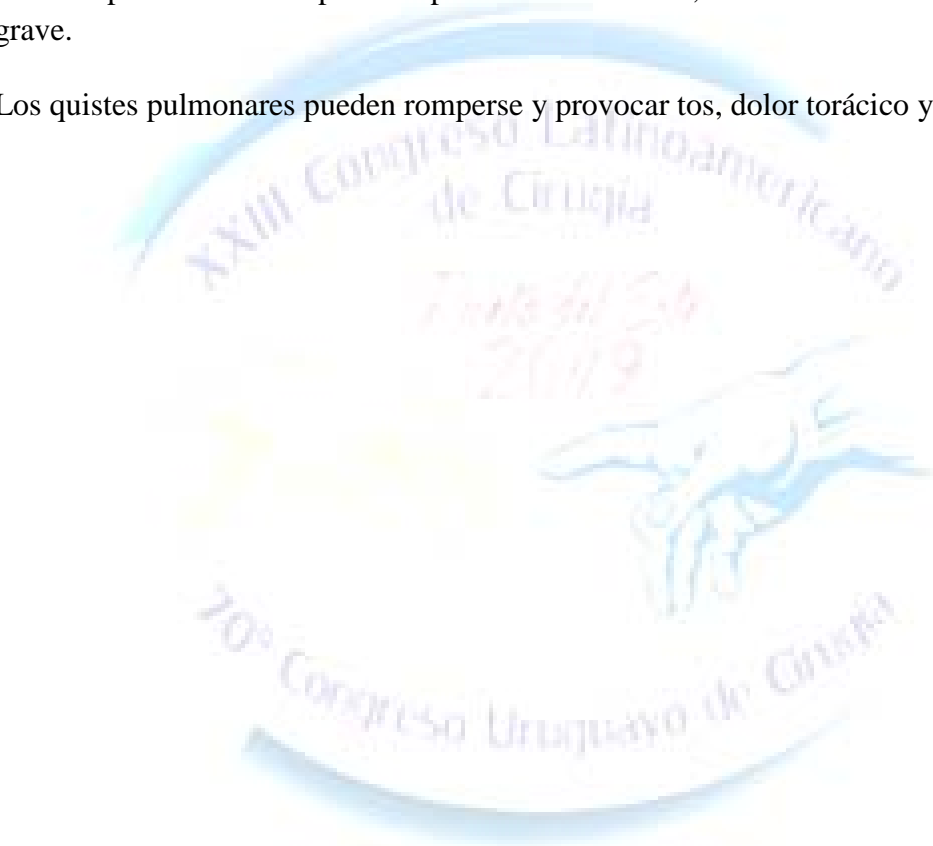 grave.
Los quistes pulmonares pueden romperse y provocar tos, dolor torácico y
XXIII Congreso Latinoamericano
de Cirugía
2019
70º Congreso Uruguayo de Cirugía